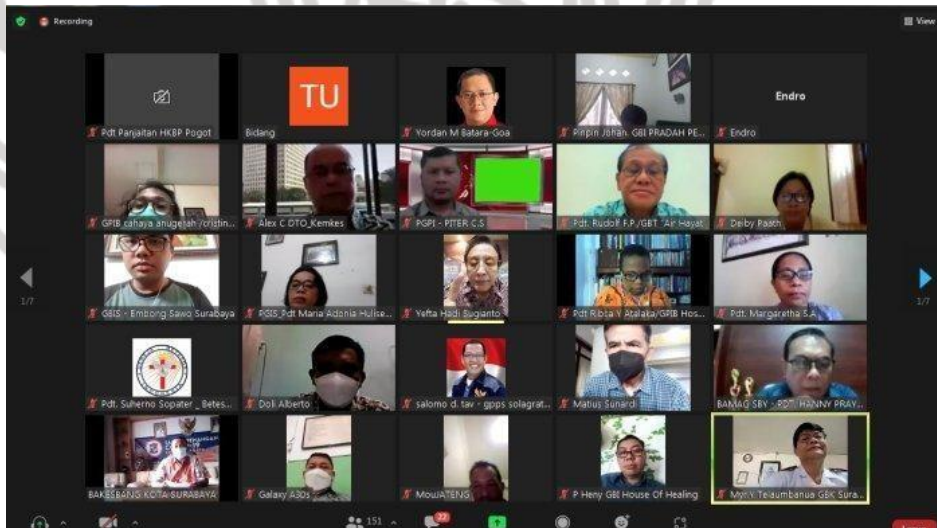 Recording
View
Pdt Panjaitan HKBP Pogot
TU
Bidang
Yordan M Batara-Goa
Pinpin Johan. GBI PRADAH PE...
Endro
Endro
GPIB cahaya anugerah /cristin...
Alex C DTO_Kemkes
PGPI - PITER C.S
Pdt. Rudolf F.P./GBT "Air Hayat
Deiby Paath
GBIS - Embong Sawo Surabaya
PGIS_Pdt Maria Adonia Hulise...
Yefta Hadi Sugianto
Pdt Ribca Y Atalaka/GPIB Hos...
Pdt. Margaretha S.A
1/7
1/7
Pdt. Suherno Sopater _ Betes...
Doli Alberto
salomo d. tav - gpps solagrat...
Matius Sunardi
BAMAG SBY - PDT. HANNY PRAY...
BAKESBANG KOTA SURABAYA
Galaxy A30s
MouJATENG
P Heny GBI House Of Healing
Myr.Y Telaumbanua GBK Sura...
151
22